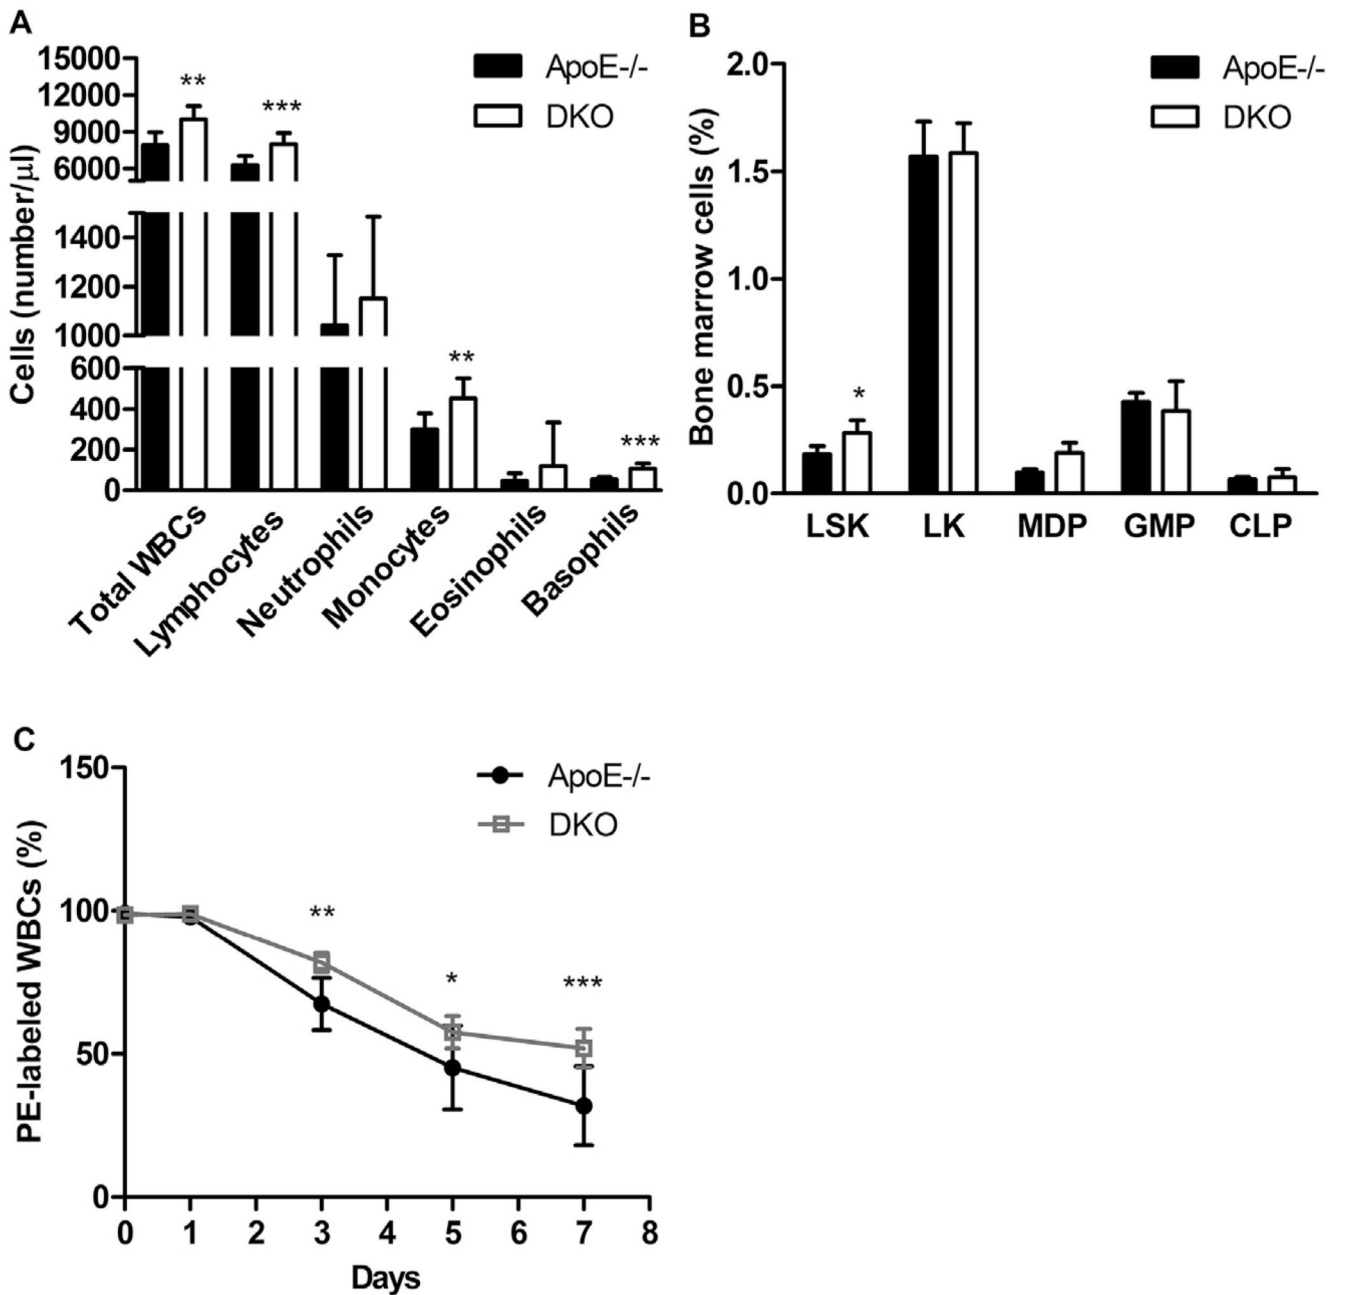 A
Cells (number/µl)
15000
12000
9000
6000
1400
1200
1000
600
400
200
0
**
***
**
***
ApoE-/-
DKO
Total WBCs
Lymphocytes
Neutrophils
Monocytes
Eosinophils
Basophils
B
Bone marrow cells (%)
2.0
1.5
1.0
0.5
0.0
*
ApoE-/-
DKO
LSK LK MDP GMP CLP
C
PE-labeled WBCs (%)
150
100
50
0
ApoE-/-
DKO
**
*
***
0 1 2 3 4 5 6 7 8
Days